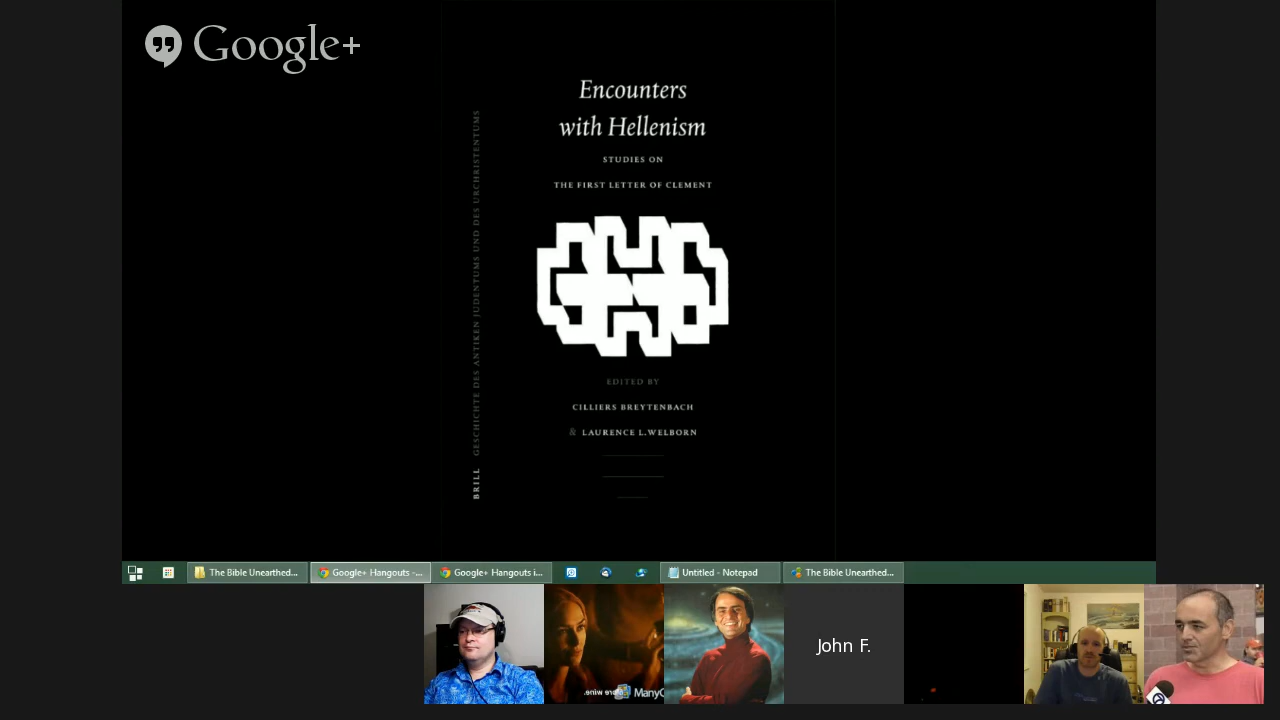 Google+
Encounters
with Hellenism
STUDIES ON
THE FIRST LETTER OF CLEMENT
EDITED BY
CILLIERS BREYTENBACH
& LAURENCE L. WELBORN
BRILL GESCHICHTE DES ANTIKEN JUDENTUMS UND DES URCHRISTENTUMS
The Bible Unearthed...
Google+ Hangouts -...
Google+ Hangouts i...
Untitled - Notepad
The Bible Unearthed...
John F.
ManyC